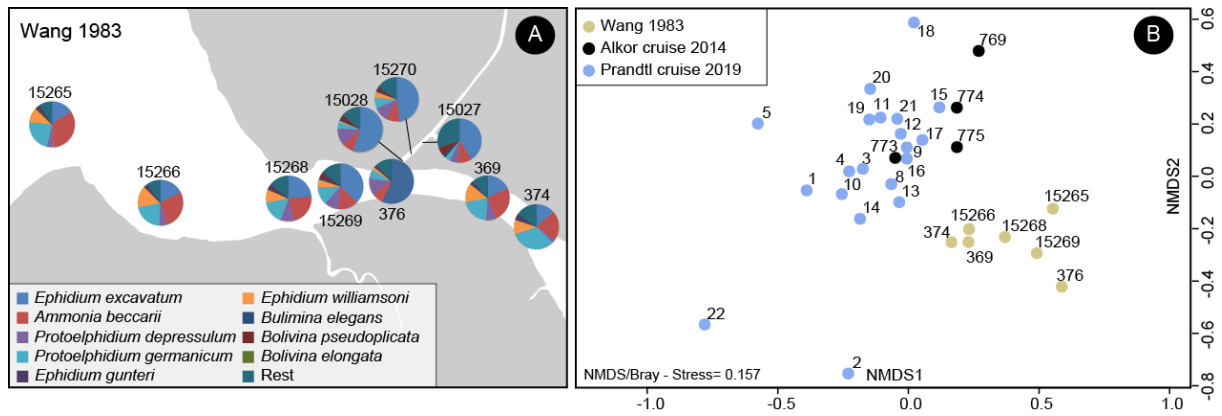 Wang 1983
A
15265
15266
15268
15269
15028
15270
15027
376
369
374
Ephidium excavatum
Ammonia beccarii
Protoelphidium depressulum
Protoelphidium germanicum
Ephidium gunteri
Ephidium williamsoni
Bulimina elegans
Bolivina pseudoplicata
Bolivina elongata
Rest
Wang 1983
Alkor cruise 2014
Prandtl cruise 2019
B
18
769
20
774
5
19
11
21
15
12
17
775
773
9
4
3
16
1
10
8
13
14
15265
15266
15268
374
369
15269
376
22
2
NMDS/Bray - Stress= 0.157
NMDS1
NMDS2
-1.0
-0.5
0.0
0.5
1.0
0.6
0.4
0.2
0.0
-0.2
-0.4
-0.6
-0.8